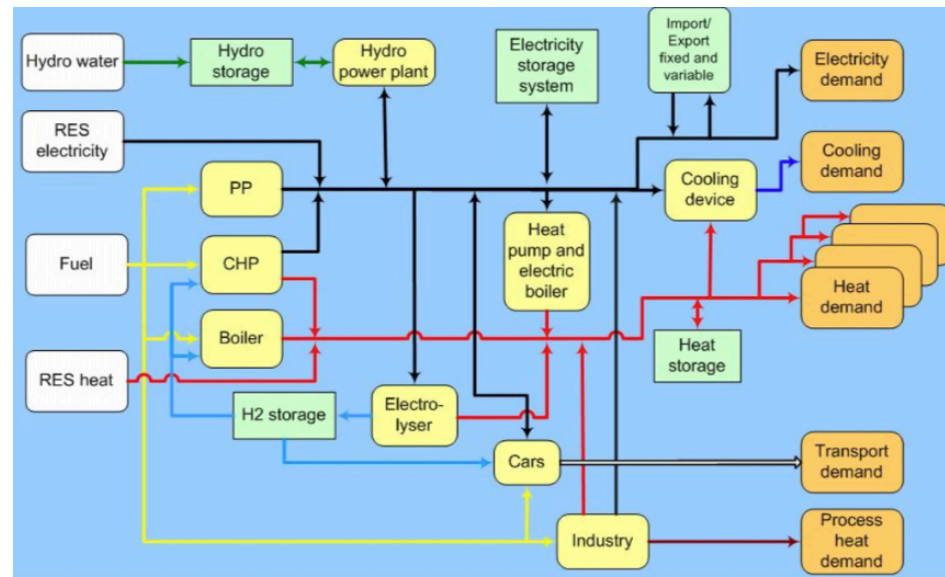 Hydro water
Hydro
storage
Hydro
power plant
Electricity
storage
system
Import/
Export
fixed and
variable
Electricity
demand
RES
electricity
Cooling
demand
PP
Cooling
device
Fuel
CHP
Heat
pump and
electric
boiler
Heat
demand
Boiler
Heat
storage
RES heat
H2 storage
Electro-
lyser
Cars
Transport
demand
Industry
Process
heat
demand